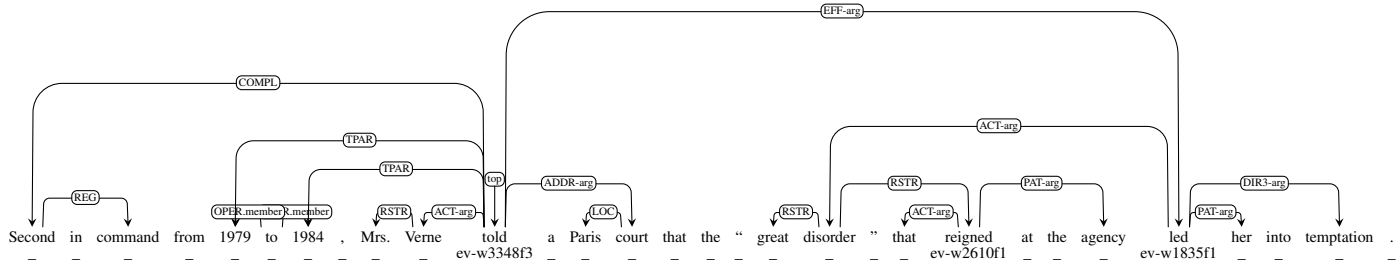 EFF-arg
COMPL
ACT-arg
TPAR
TPAR
top ADDR-arg RSTR PAT-arg DIR3-arg
REG
OPER.member R.member RSTR ACT-arg LOC RSTR ACT-arg PAT-arg
Second in command from 1979 to 1984 , Mrs. Verne told a Paris court that the “ great disorder ” that reigned at the agency led her into temptation .
_ _ _ _ _ _ _ _ _ _ ev-w3348f3 _ _ _ _ _ _ _ _ _ _ ev-w2610f1 _ _ _ ev-w1835f1 _ _ _ _